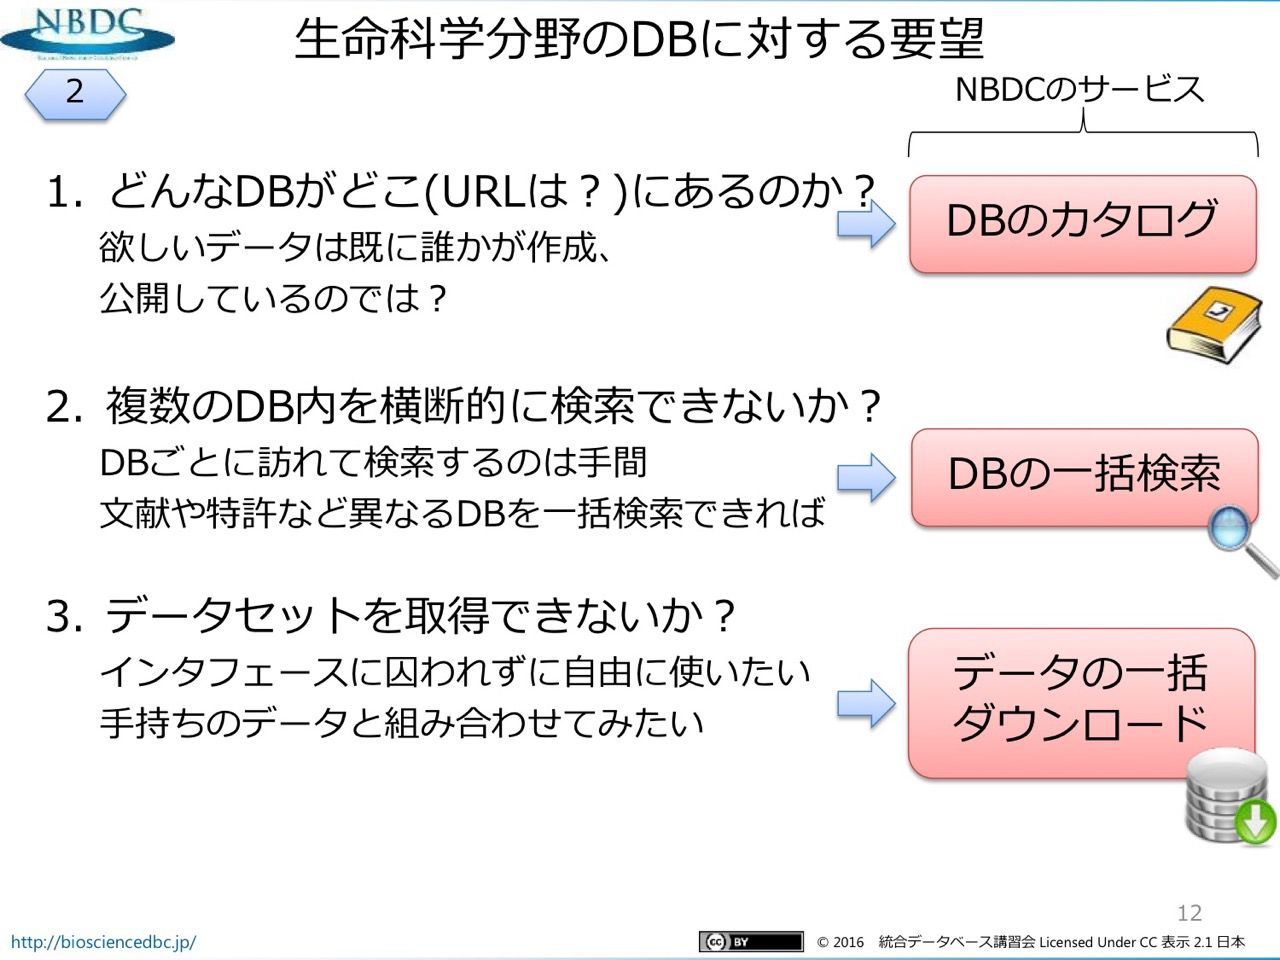 NBDC
生命科学分野のDBに対する要望
2
NBDCのサービス
1. どんなDBがどこ(URLは？)にあるのか？
欲しいデータは既に誰かが作成、
公開しているのでは？
DBのカタログ
2. 複数のDB内を横断的に検索できないか？
DBごとに訪れて検索するのは手間
文献や特許など異なるDBを一括検索できれば
DBの一括検索
3. データセットを取得できないか？
インタフェースに囚われずに自由に使いたい
手持ちのデータと組み合わせてみたい
データの一括
ダウンロード
12
http://biosciencedbc.jp/
cc BY
© 2016 統合データベース講習会 Licensed Under CC 表示 2.1 日本